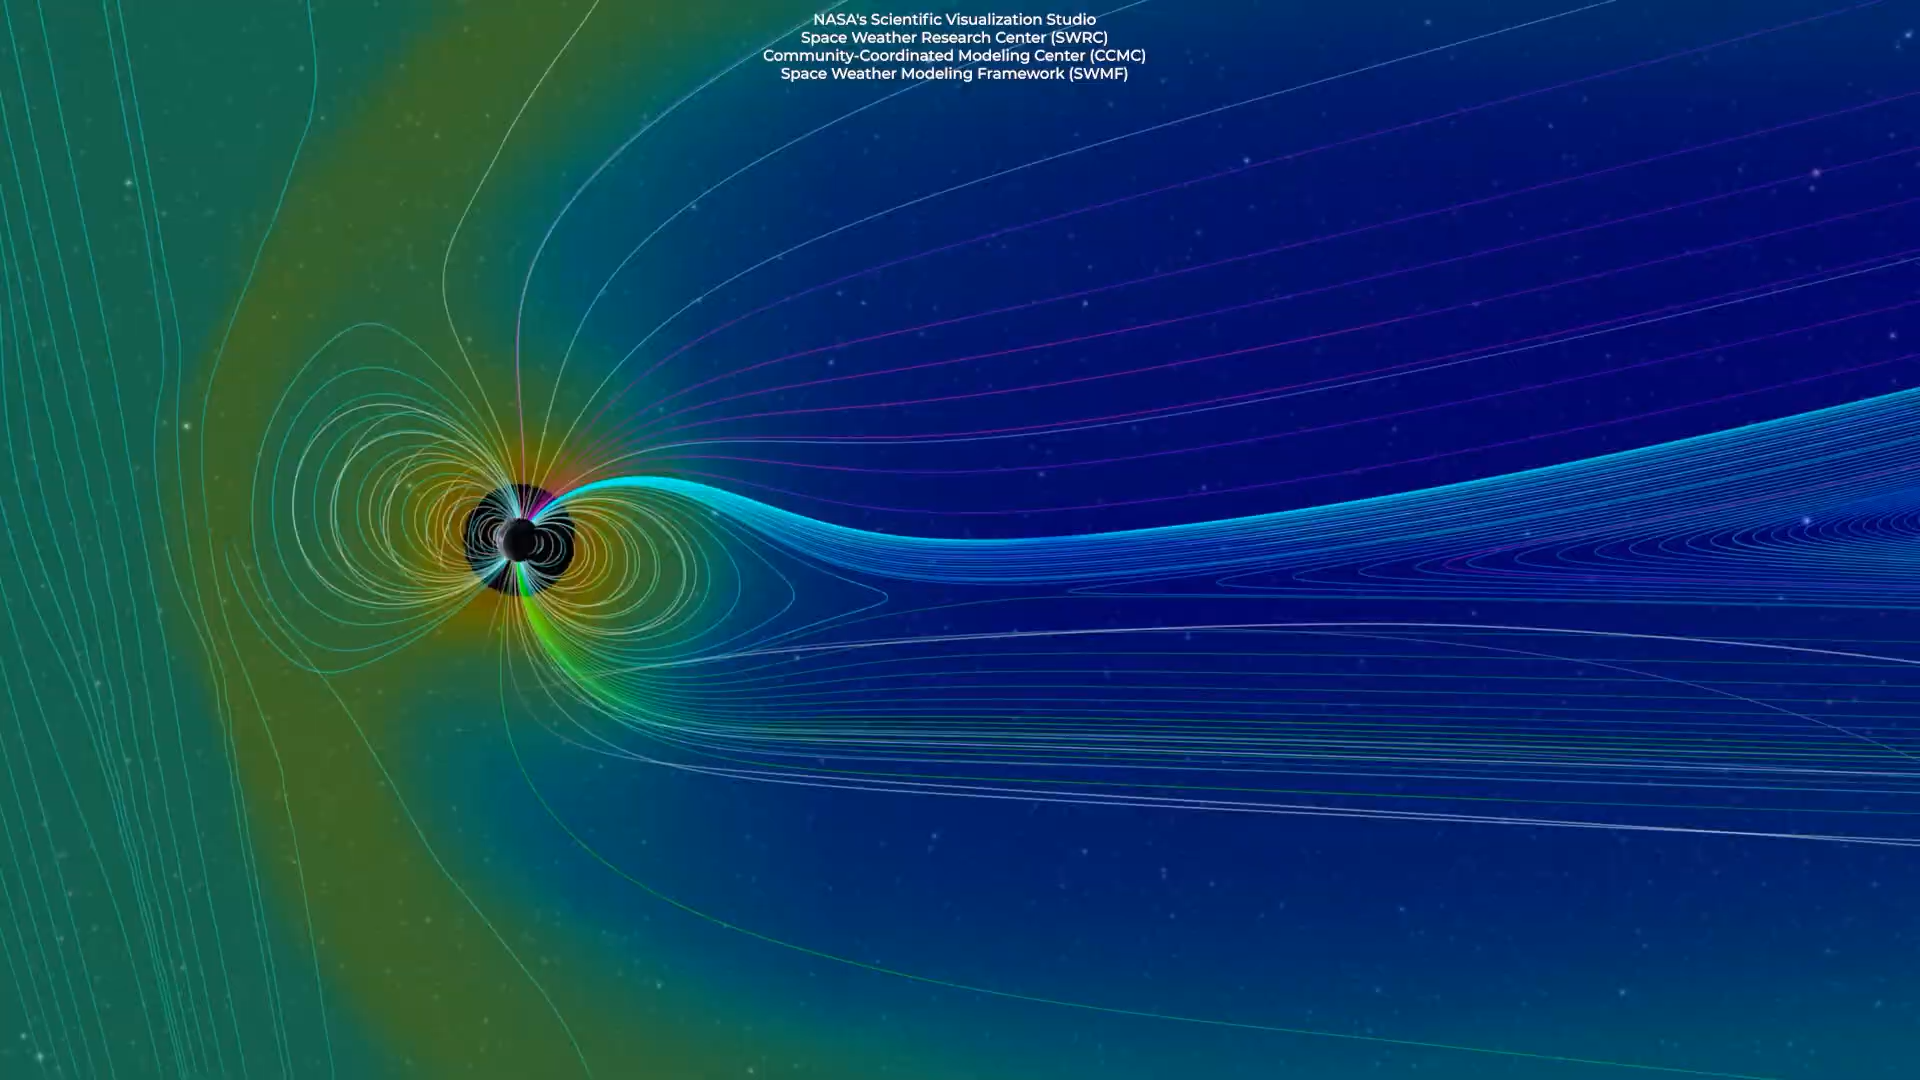 NASA's Scientific Visualization Studio
Space Weather Research Center (SWRC)
Community-Coordinated Modeling Center (CCMC)
Space Weather Modeling Framework (SWMF)